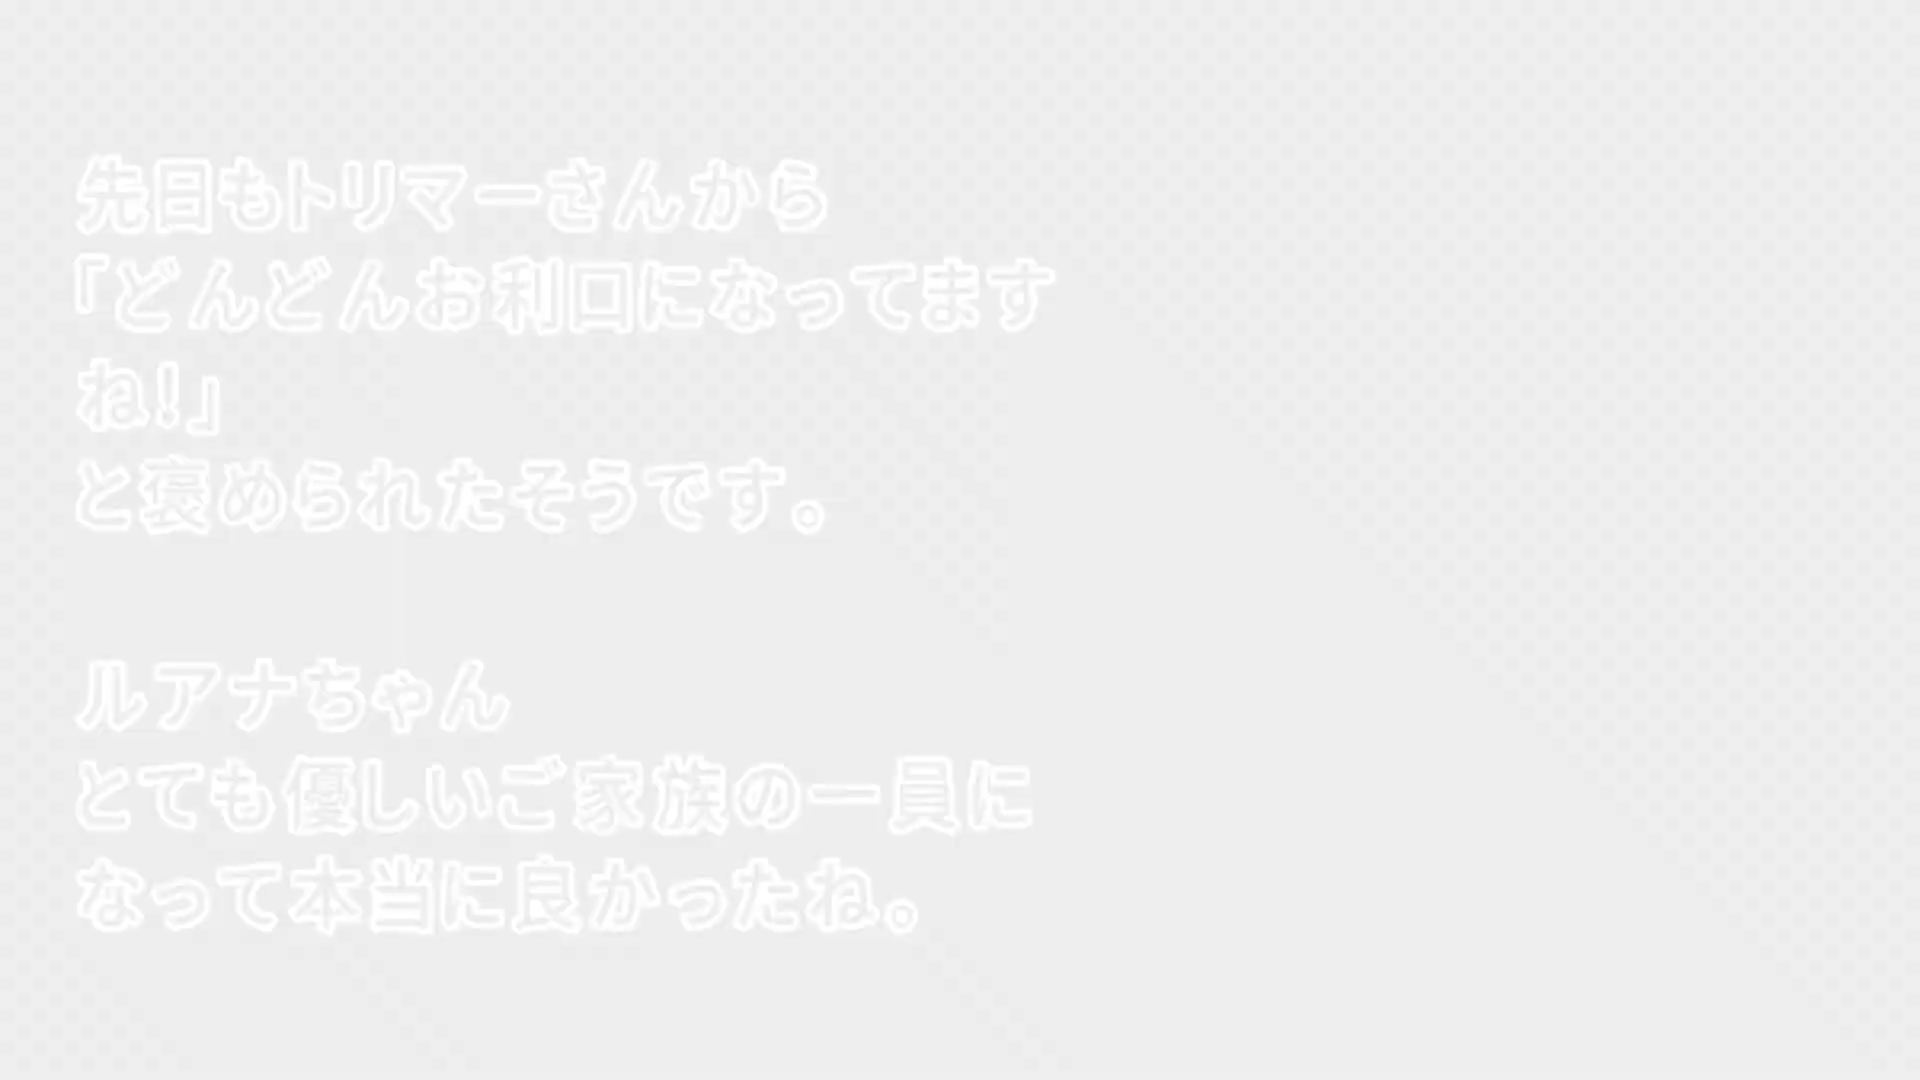 先日もトリマーさんから
「どんどんお利口になってます
ね!」
と褒められたそうです。
ルアナちゃん
とても優しいご家族の一員に
なって本当に良かったね。